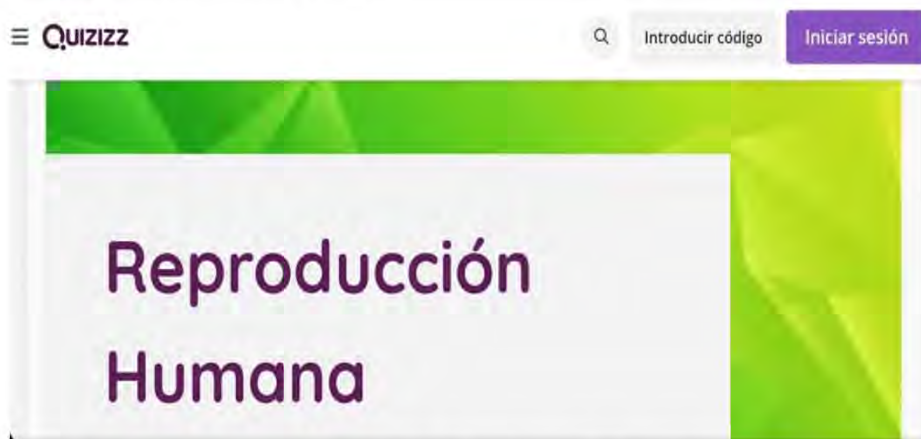 QUIZIZZ
Introducir código
Iniciar sesión
Reproducción
Humana